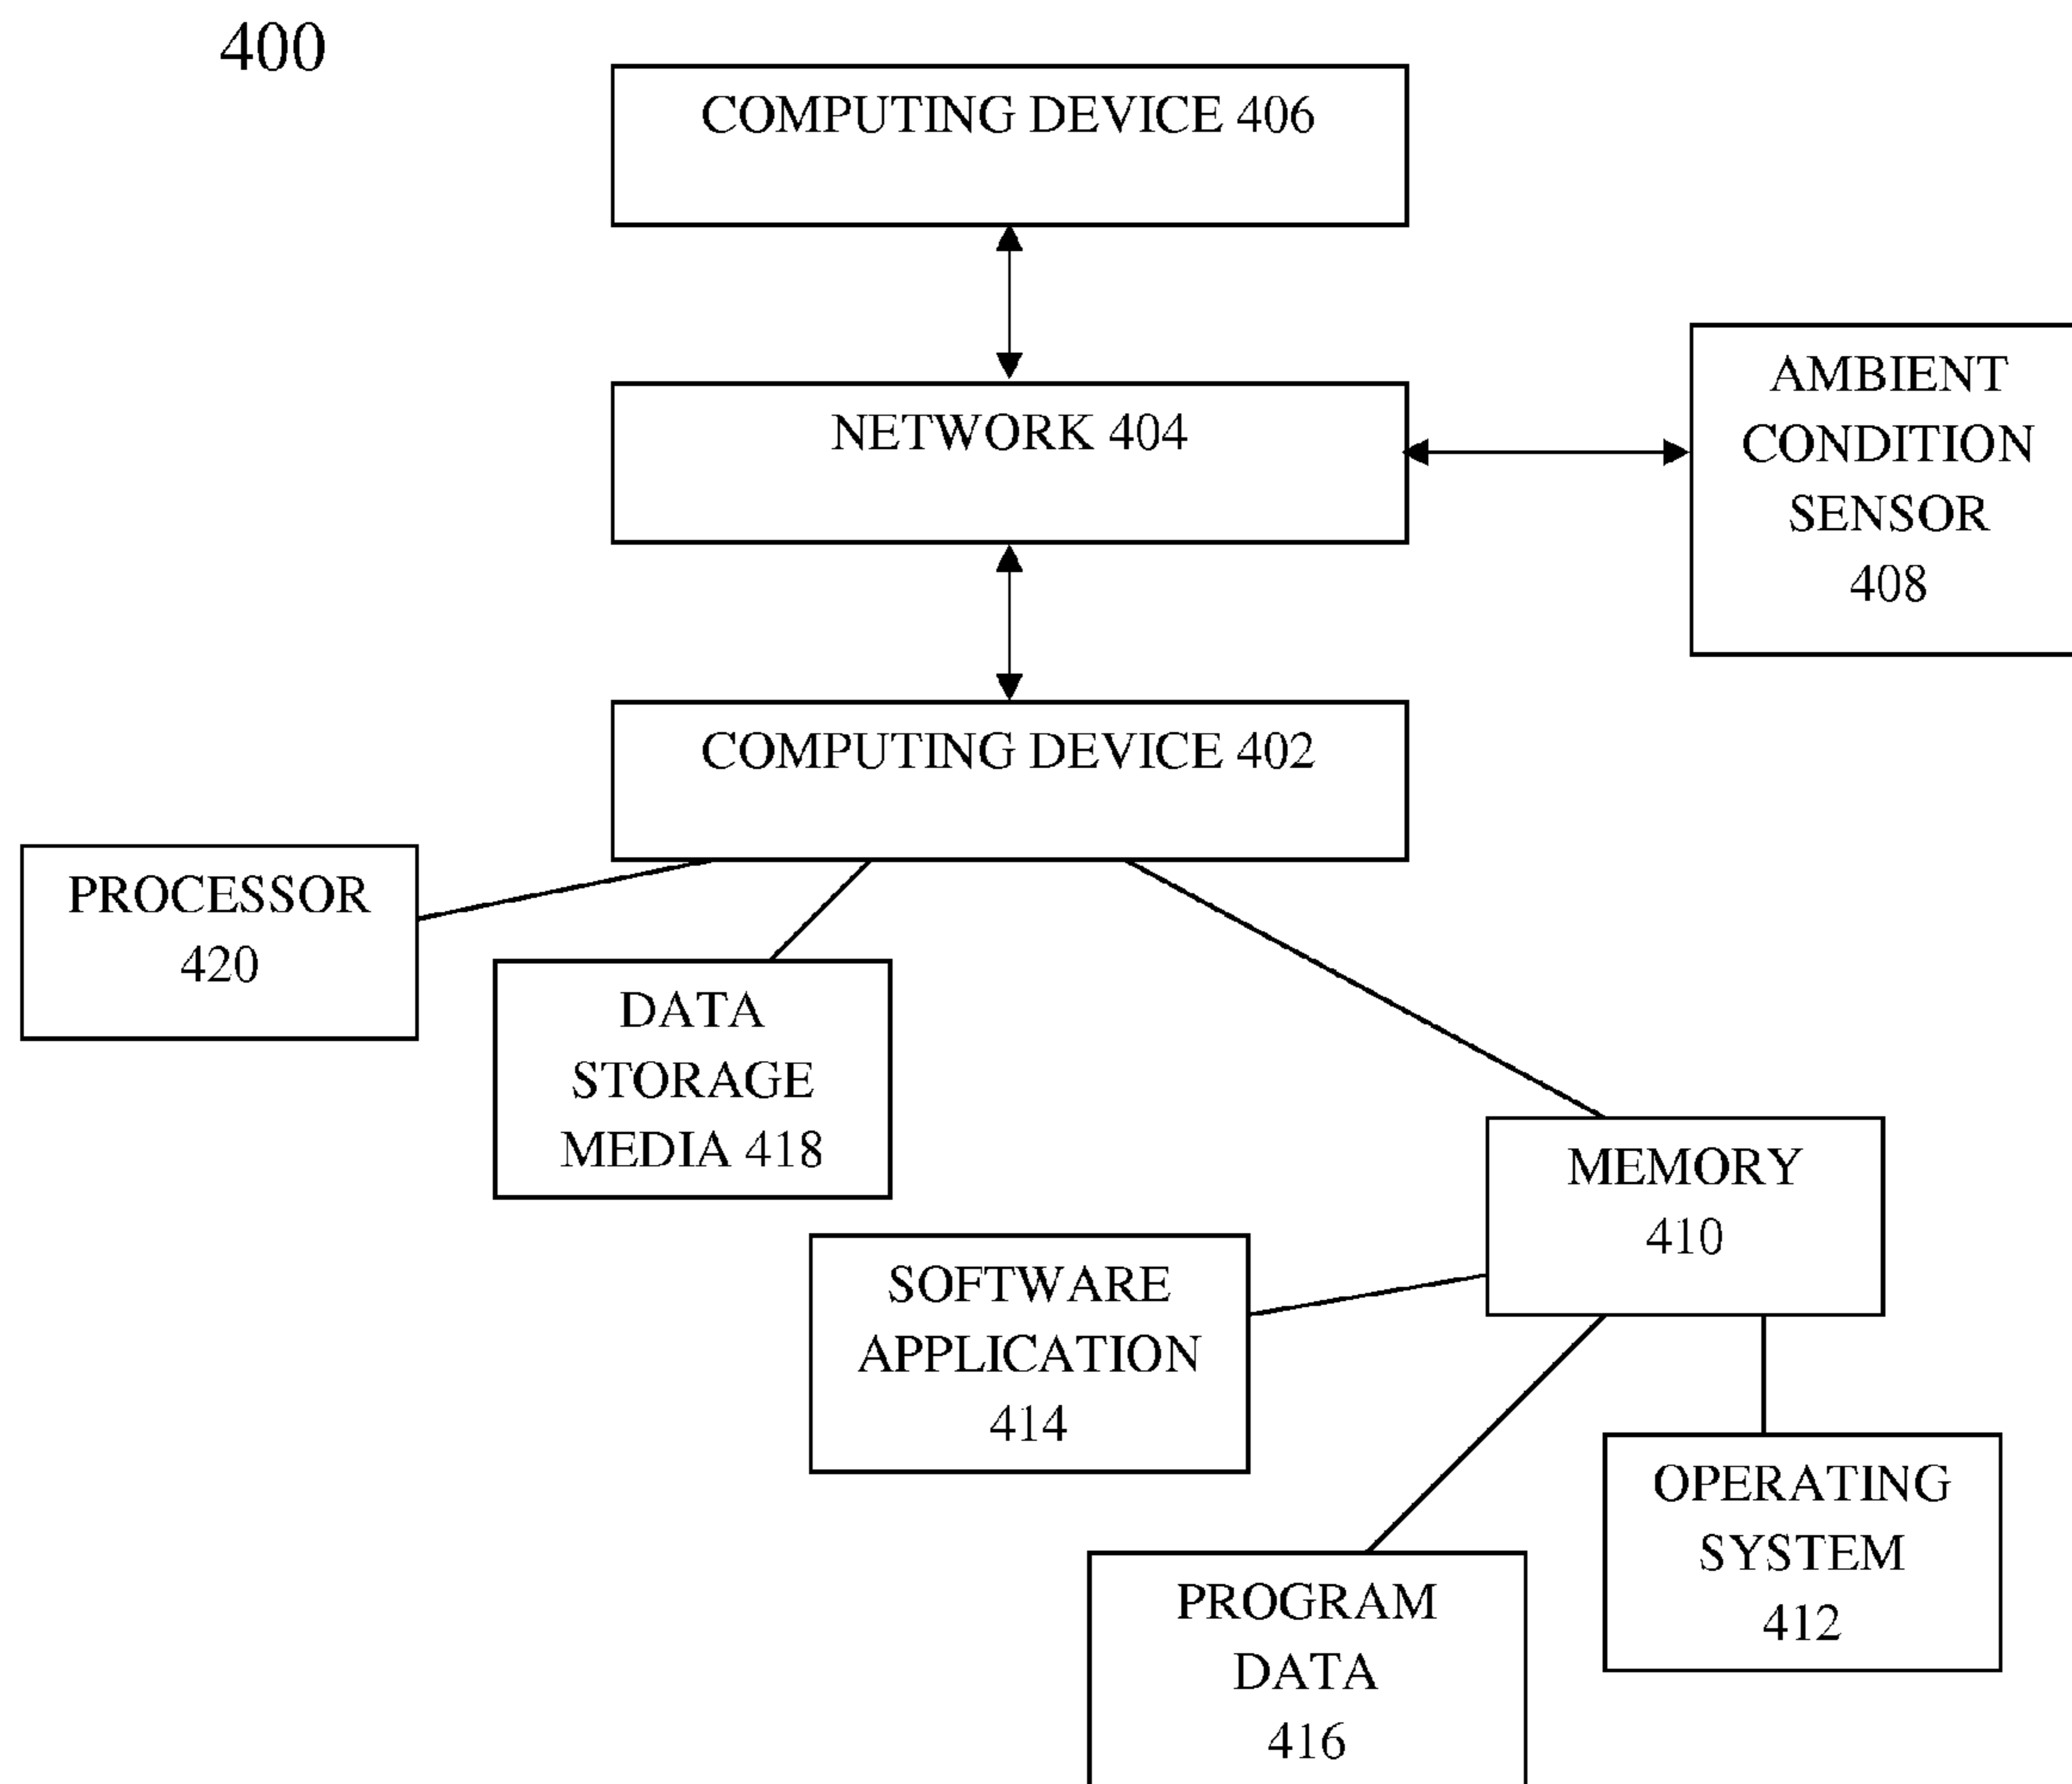 400
COMPUTING DEVICE 406
NETWORK 404
AMBIENT
CONDITION
SENSOR
408
COMPUTING DEVICE 402
PROCESSOR
420
DATA
STORAGE
MEDIA 418
MEMORY
410
SOFTWARE
APPLICATION
414
OPERATING
SYSTEM
412
PROGRAM
DATA
416